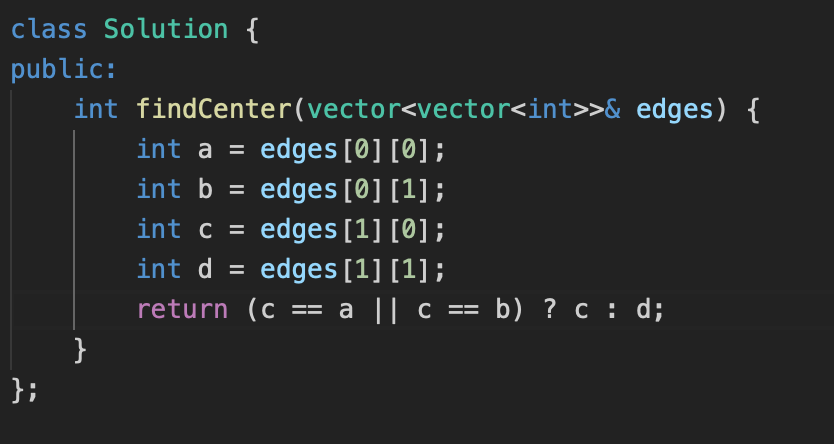 class Solution {
public:
    int findCenter(vector<vector<int>>& edges) {
        int a = edges[0][0];
        int b = edges[0][1];
        int c = edges[1][0];
        int d = edges[1][1];
        return (c == a || c == b) ? c : d;
    }
};